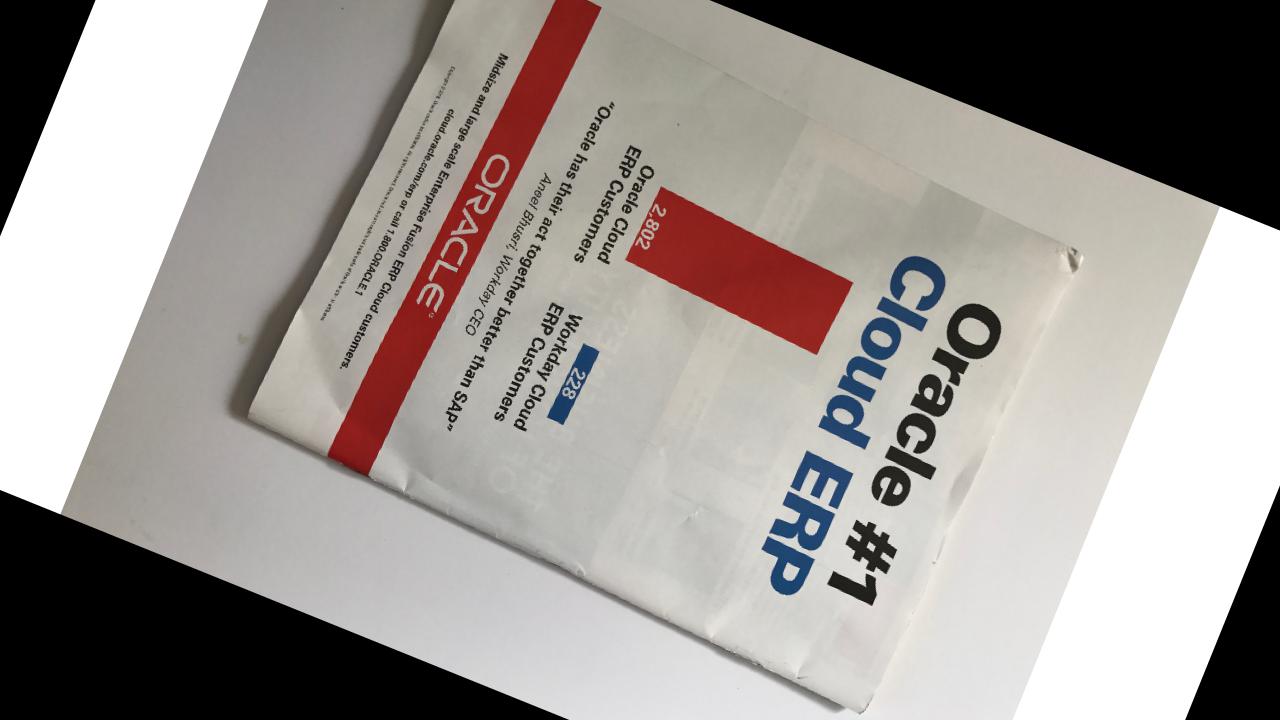 Oracle #1
Cloud ERP
2,802
Oracle Cloud
ERP Customers
228
Workday Cloud
ERP Customers
"Oracle has their act together better than SAP"
Aneel Bhusri, Workday CEO
ORACLE
Midsize and large scale Enterprise Fusion ERP Cloud customers.
cloud.oracle.com/erp or call 1.800.ORACLE.1